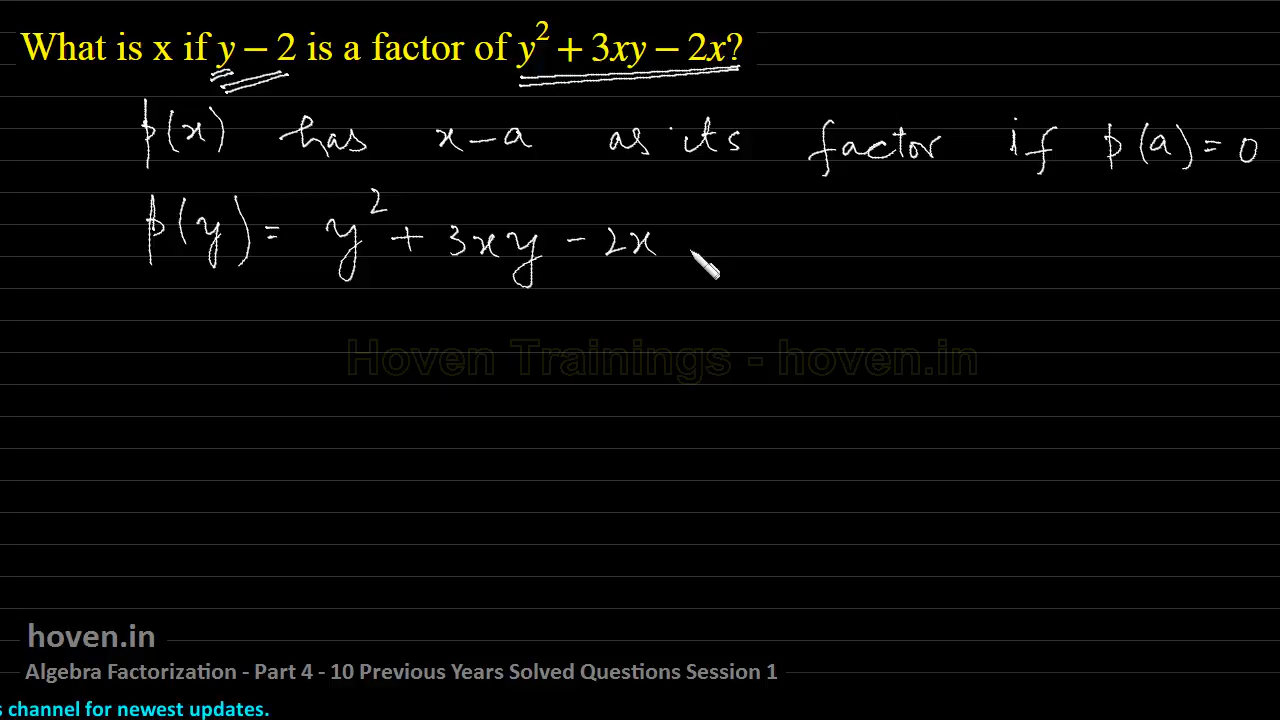 What is x if y − 2 is a factor of y² + 3xy − 2x?
p(x) has x − a as its factor if p(a) = 0
p(y) = y² + 3xy − 2x
Hoven Trainings - hoven.in
hoven.in
Algebra Factorization - Part 4 - 10 Previous Years Solved Questions Session 1
s channel for newest updates.